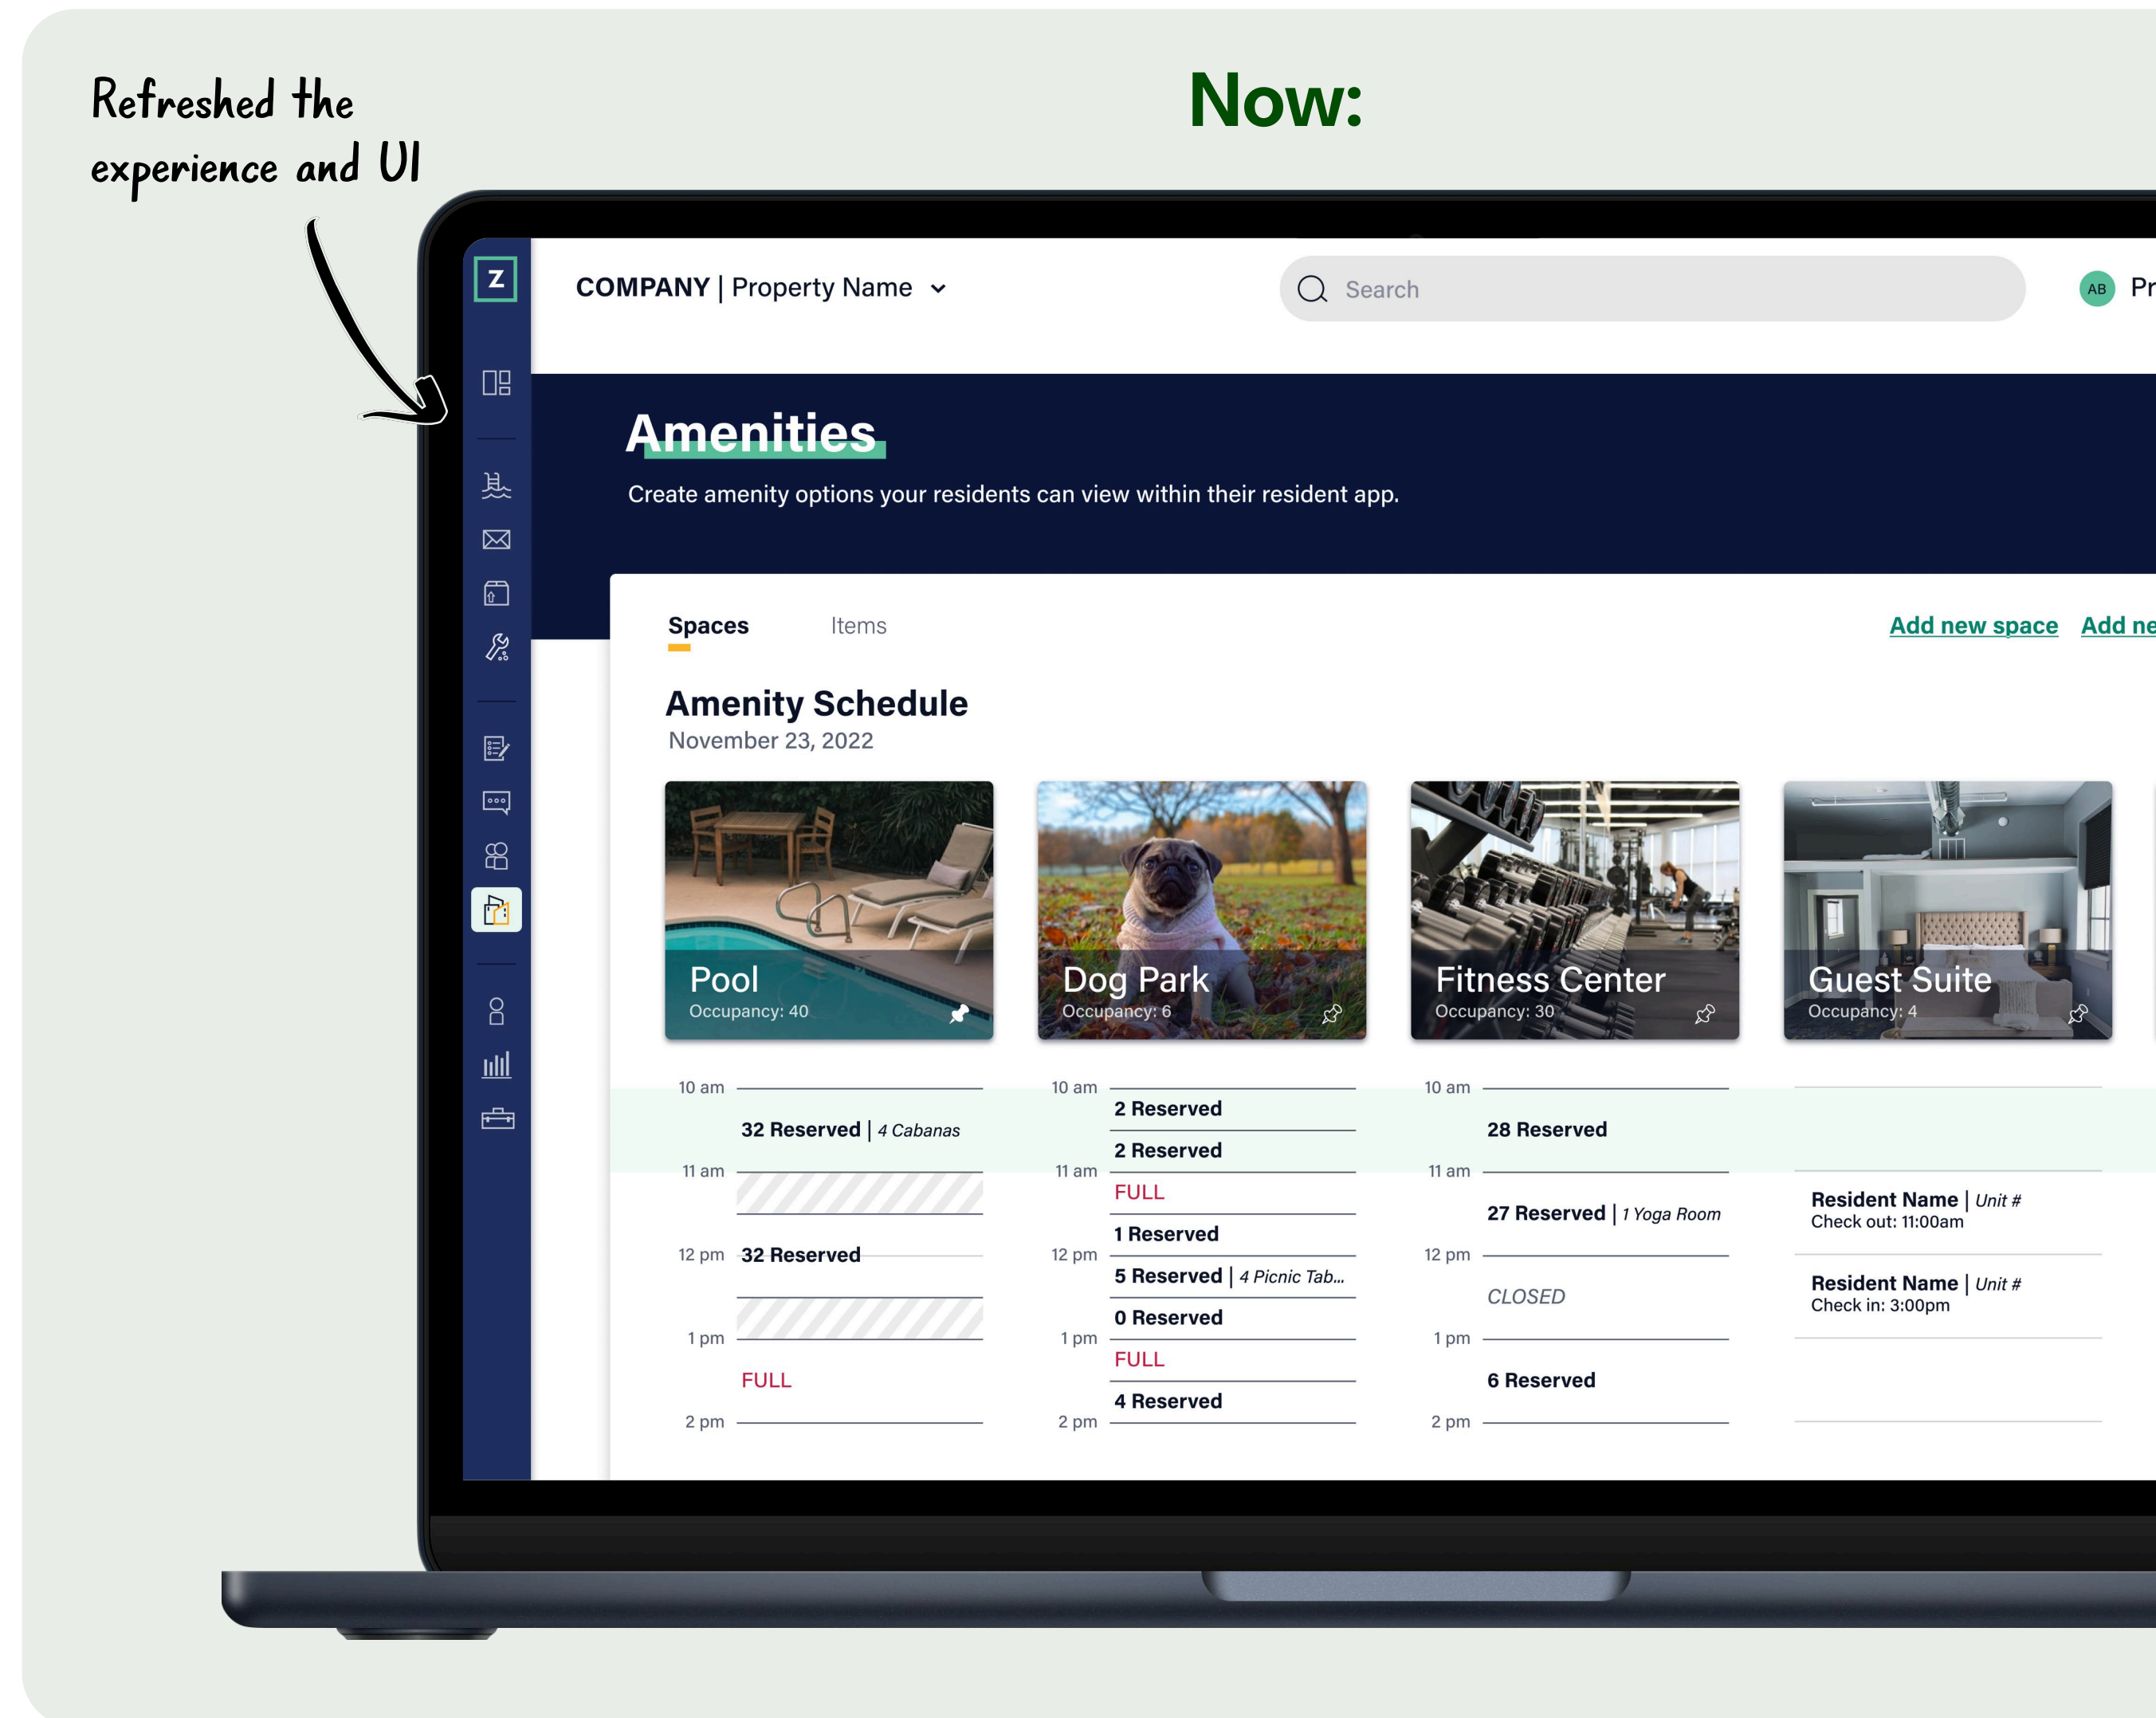 Refreshed the
experience and UI
Now:
Z
COMPANY | Property Name
Search
AB
Amenities
Create amenity options your residents can view within their resident app.
Spaces
Items
Add new space
Add
Amenity Schedule
November 23, 2022
Pool
Occupancy: 40
Dog Park
Occupancy: 6
Fitness Center
Occupancy: 30
Guest Suite
Occupancy: 4
10 am
32 Reserved | 4 Cabanas
11 am
12 pm
32 Reserved
1 pm
FULL
2 pm
10 am
2 Reserved
2 Reserved
11 am
FULL
1 Reserved
12 pm
5 Reserved | 4 Picnic Tab...
0 Reserved
1 pm
FULL
4 Reserved
2 pm
10 am
28 Reserved
11 am
27 Reserved | 1 Yoga Room
12 pm
CLOSED
1 pm
6 Reserved
2 pm
Resident Name | Unit #
Check out: 11:00am
Resident Name | Unit #
Check in: 3:00pm